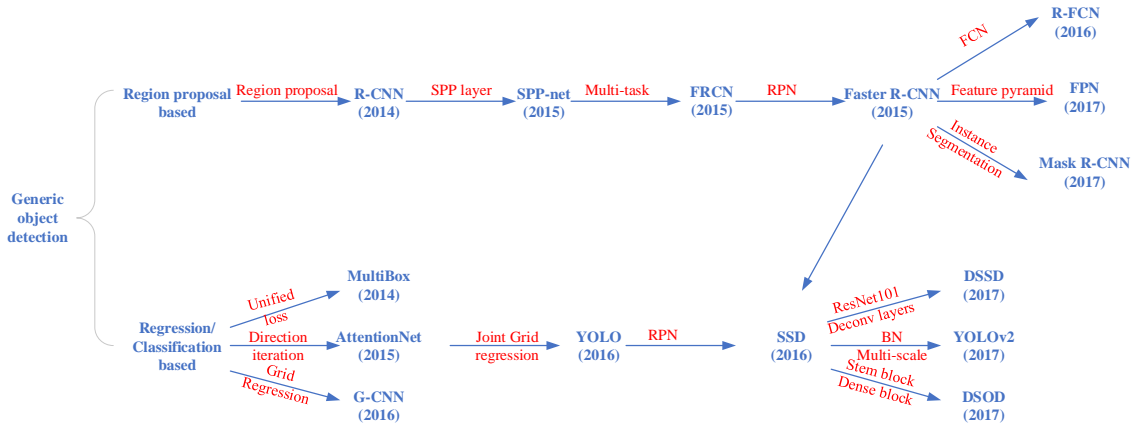 R-FCN
(2016)
FCN
Region proposal
based
Region proposal
R-CNN
(2014)
SPP layer
SPP-net
(2015)
Multi-task
FRCN
(2015)
RPN
Faster R-CNN
(2015)
Feature pyramid
FPN
(2017)
Instance
Segmentation
Mask R-CNN
(2017)
Generic
object
detection
MultiBox
(2014)
Unified
loss
Regression/
Classification
based
Direction
iteration
AttentionNet
(2015)
Joint Grid
regression
YOLO
(2016)
RPN
SSD
(2016)
ResNet101
Deconv layers
DSSD
(2017)
BN
Multi-scale
YOLOv2
(2017)
Grid
Regression
G-CNN
(2016)
Stem block
Dense block
DSOD
(2017)